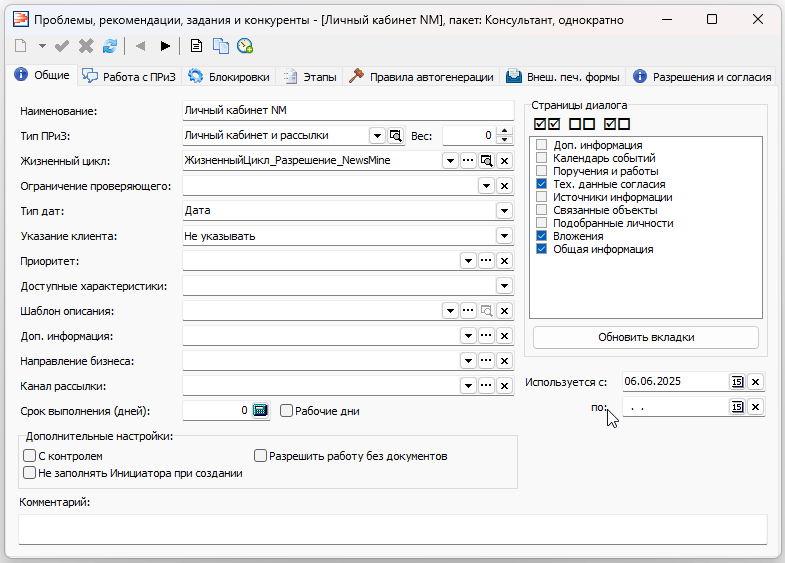 Проблемы, рекомендации, задания и конкуренты - [Личный кабинет NM], пакет: Консультант, однократно
Общие
Работа с ПРиЗ
Блокировки
Этапы
Правила автогенерации
Внеш. печ. формы
Разрешения и согласия
Наименование:
Личный кабинет NM
Тип ПРиЗ:
Личный кабинет и рассылки
Вес:
0
Жизненный цикл:
ЖизненныйЦикл_Разрешение_NewsMine
Ограничение проверяющего:
Тип дат:
Дата
Указание клиента:
Не указывать
Приоритет:
Доступные характеристики:
Шаблон описания:
Доп. информация:
Направление бизнеса:
Канал рассылки:
Срок выполнения (дней):
0
Рабочие дни
Дополнительные настройки:
С контролем
Разрешить работу без документов
Не заполнять Инициатора при создании
Страницы диалога
Доп. информация
Календарь событий
Поручения и работы
Тех. данные согласия
Источники информации
Связанные объекты
Подобранные личности
Вложения
Общая информация
Обновить вкладки
Используется с:
06.06.2025
15
по:
. .
15
Комментарий: